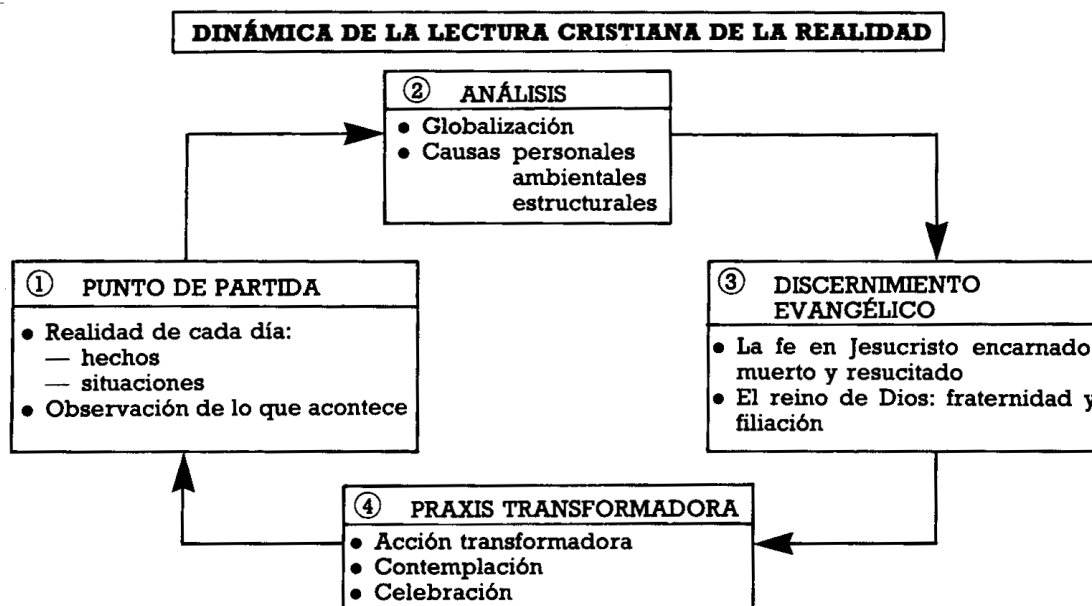 DINÁMICA DE LA LECTURA CRISTIANA DE LA REALIDAD
② ANÁLISIS
● Globalización
● Causas personales
ambientales
estructurales
① PUNTO DE PARTIDA
● Realidad de cada día:
— hechos
— situaciones
● Observación de lo que acontece
③ DISCERNIMIENTO
EVANGÉLICO
● La fe en Jesucristo encarnado
muerto y resucitado
● El reino de Dios: fraternidad y
filiación
④ PRAXIS TRANSFORMADORA
● Acción transformadora
● Contemplación
● Celebración